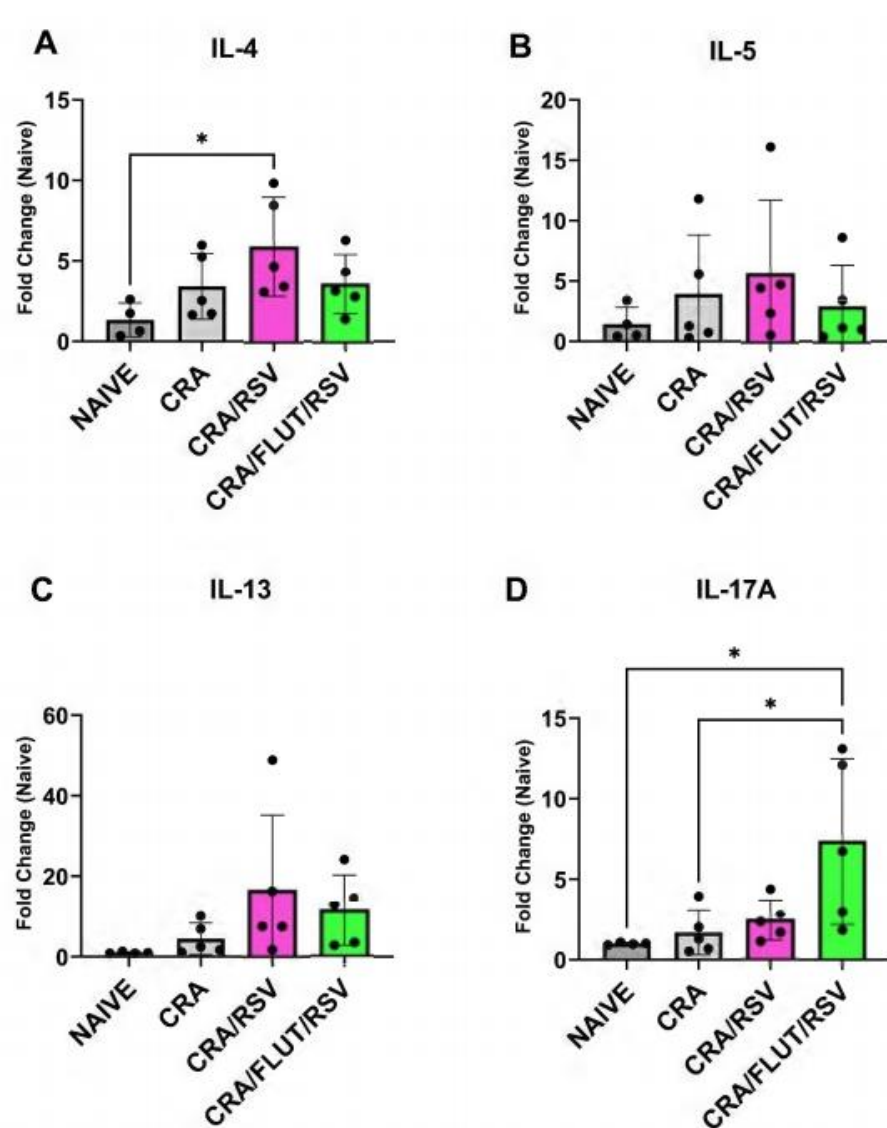 A
IL-4
Fold Change (Naive)
15
10
5
0
*
NAIVE
CRA
CRA/RSV
CRA/FLUT/RSV
B
IL-5
Fold Change (Naive)
20
15
10
5
0
NAIVE
CRA
CRA/RSV
CRA/FLUT/RSV
C
IL-13
Fold Change (Naive)
60
40
20
0
NAIVE
CRA
CRA/RSV
CRA/FLUT/RSV
D
IL-17A
Fold Change (Naive)
*
*
15
10
5
0
NAIVE
CRA
CRA/RSV
CRA/FLUT/RSV